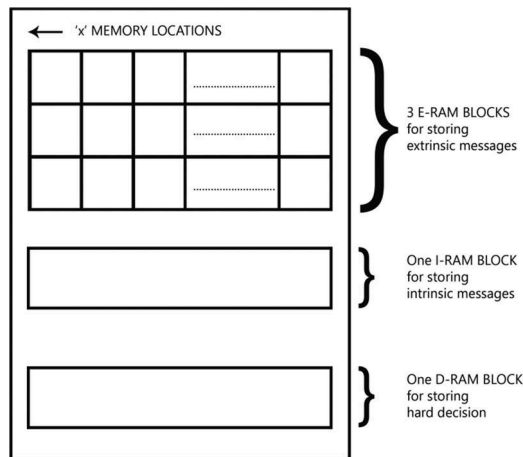 'x' MEMORY LOCATIONS
3 E-RAM BLOCKS
for storing
extrinsic messages
One I-RAM BLOCK
for storing
intrinsic messages
One D-RAM BLOCK
for storing
hard decision